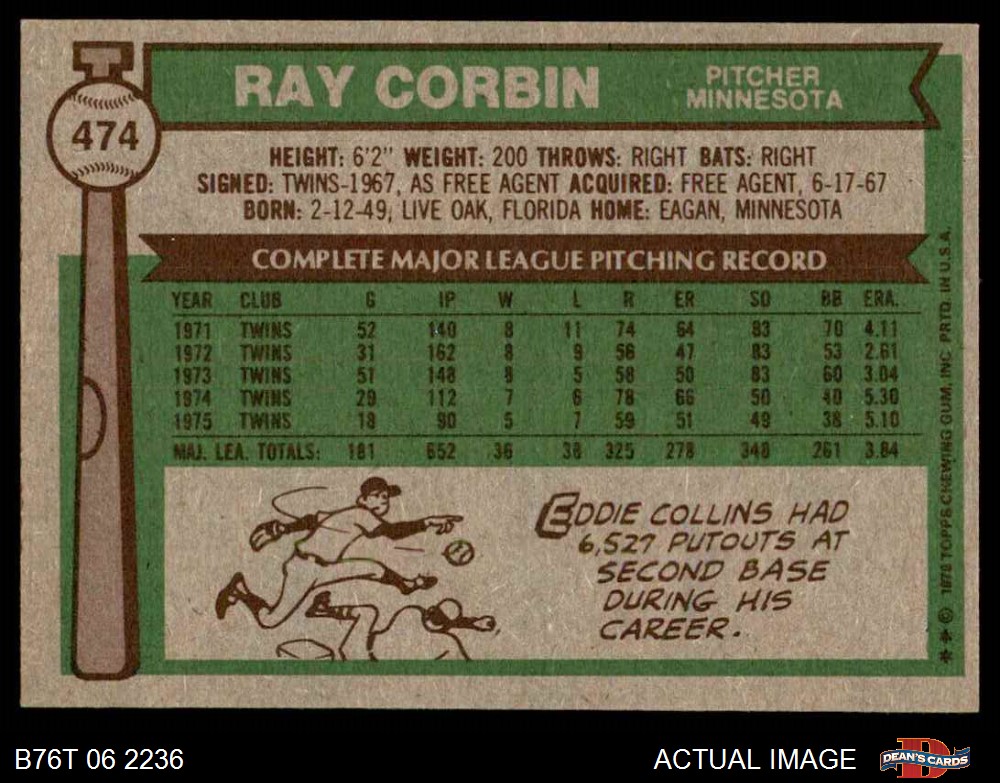 RAY CORBIN
PITCHER
MINNESOTA
474
HEIGHT: 6'2" WEIGHT: 200 THROWS: RIGHT BATS: RIGHT
SIGNED: TWINS-1967, AS FREE AGENT ACQUIRED: FREE AGENT, 6-17-67
BORN: 2-12-49, LIVE OAK, FLORIDA HOME: EAGAN, MINNESOTA
COMPLETE MAJOR LEAGUE PITCHING RECORD
YEAR CLUB G IP W L R ER SO BB ERA.
1971 TWINS 52 140 8 11 74 64 83 70 4.11
1972 TWINS 31 162 8 9 56 47 83 53 2.61
1973 TWINS 51 148 8 5 58 50 83 60 3.04
1974 TWINS 29 112 7 6 78 66 50 40 5.30
1975 TWINS 18 90 5 7 59 51 49 38 5.10
MAJ. LEA. TOTALS: 181 652 36 38 325 278 348 261 3.84
EDDIE COLLINS HAD
6,527 PUTOUTS AT
SECOND BASE
DURING HIS
CAREER.
** © 1976 TOPPS CHEWING GUM, INC. PRTD. IN U.S.A.
B76T 06 2236
ACTUAL IMAGE
D
DEAN'S CARDS